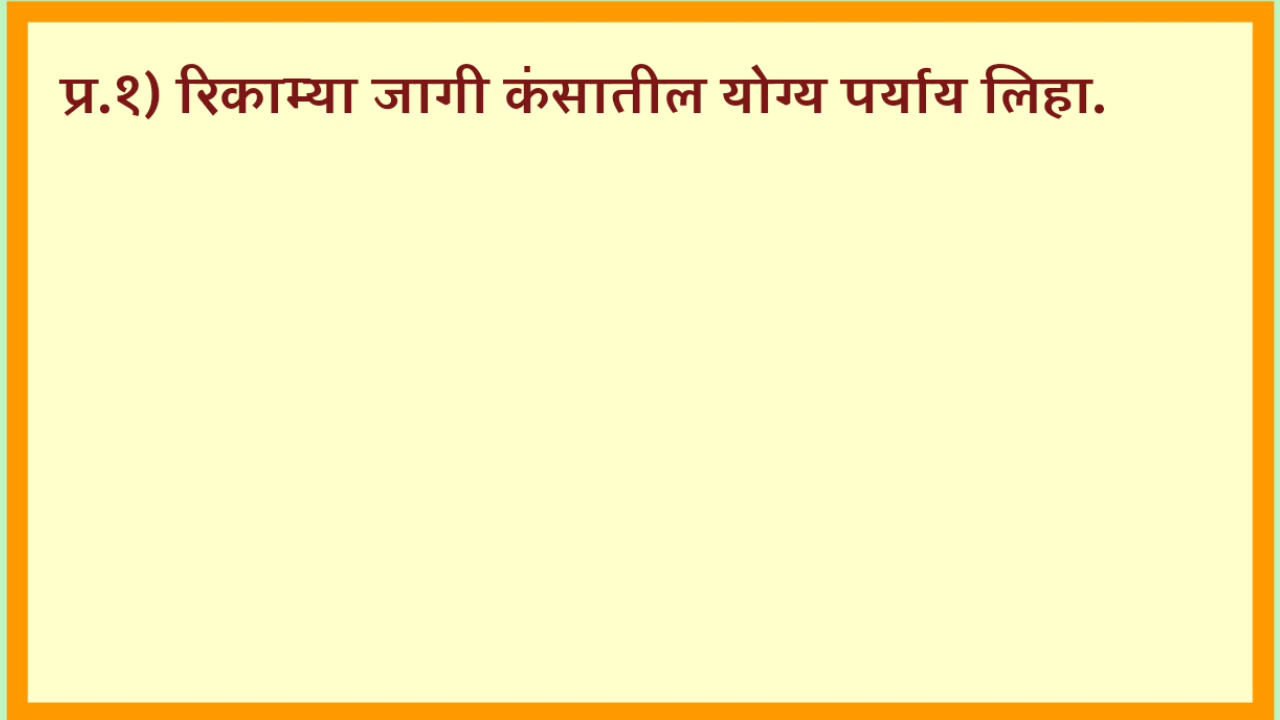 प्र.१) रिकाम्या जागी कंसातील योग्य पर्याय लिहा.